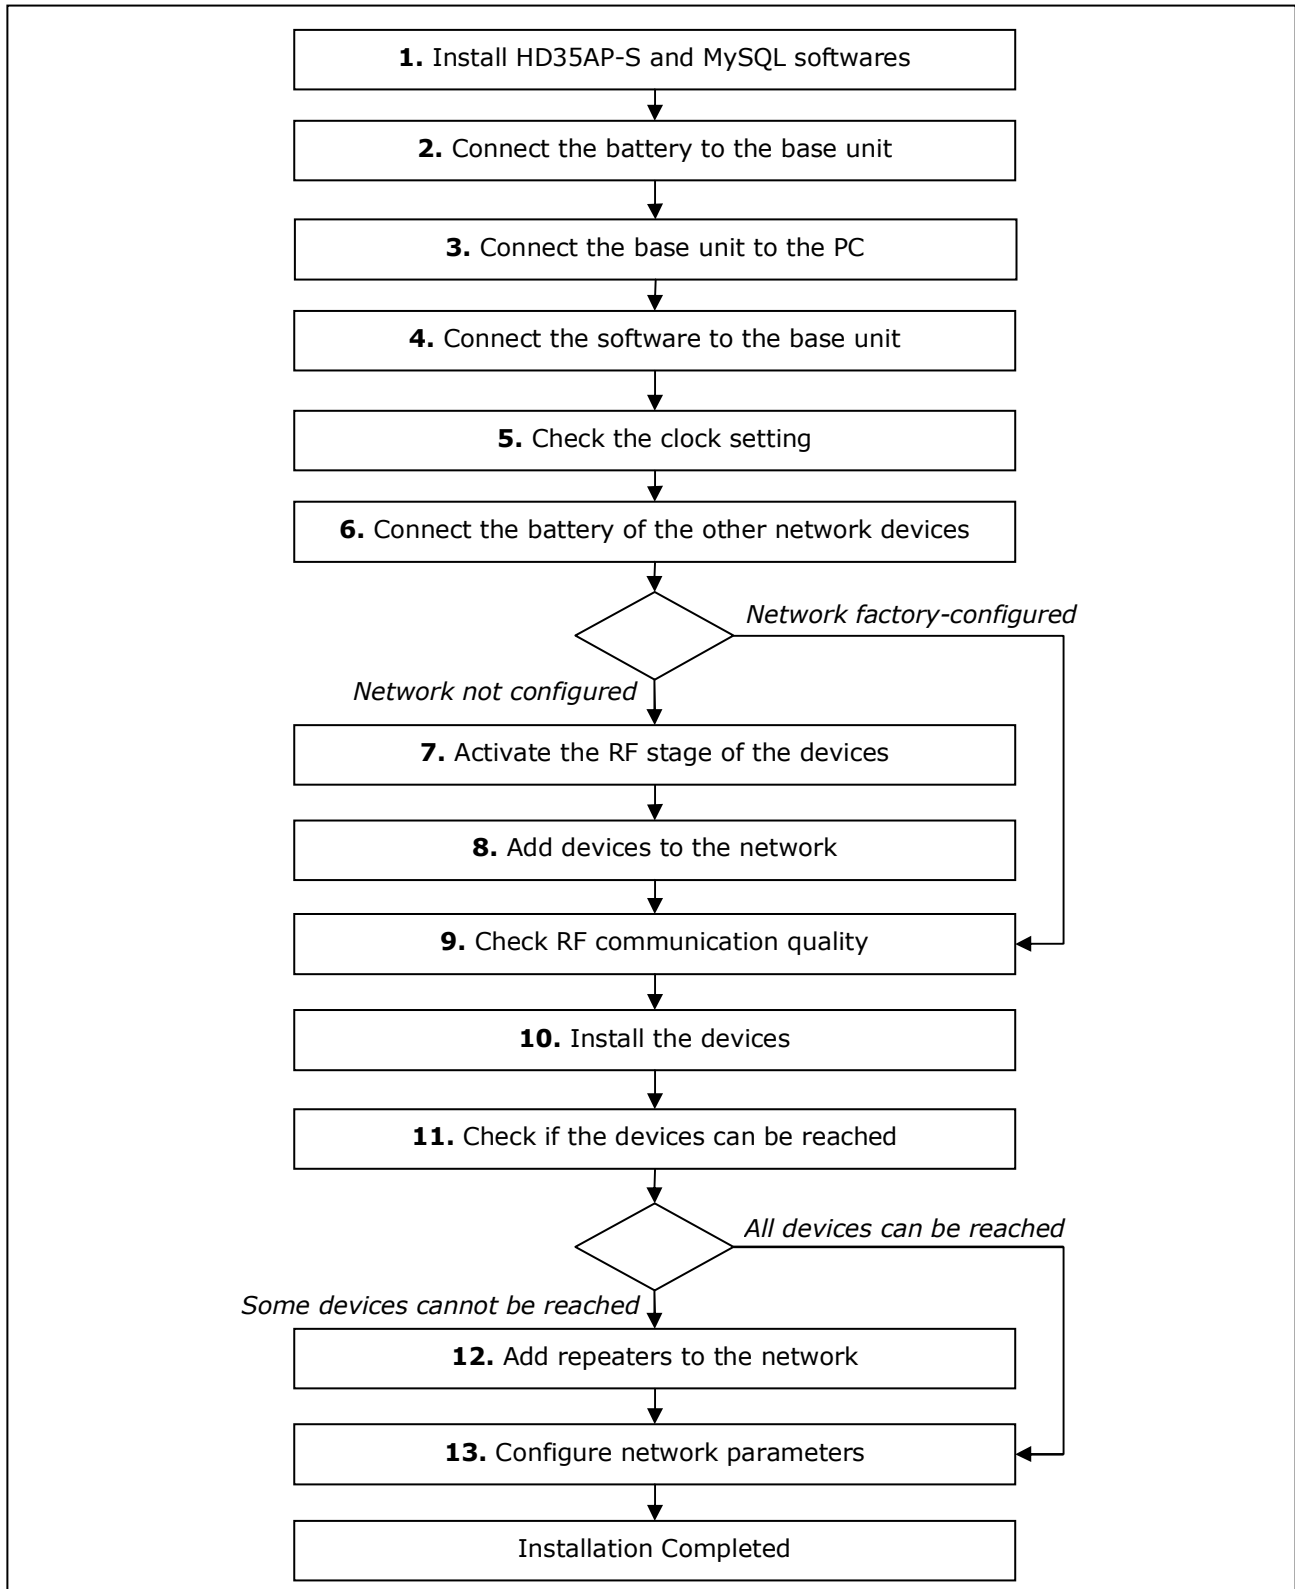 1. Install HD35AP-S and MySQL softwares
2. Connect the battery to the base unit
3. Connect the base unit to the PC
4. Connect the software to the base unit
5. Check the clock setting
6. Connect the battery of the other network devices
Network factory-configured
Network not configured
7. Activate the RF stage of the devices
8. Add devices to the network
9. Check RF communication quality
10. Install the devices
11. Check if the devices can be reached
All devices can be reached
Some devices cannot be reached
12. Add repeaters to the network
13. Configure network parameters
Installation Completed